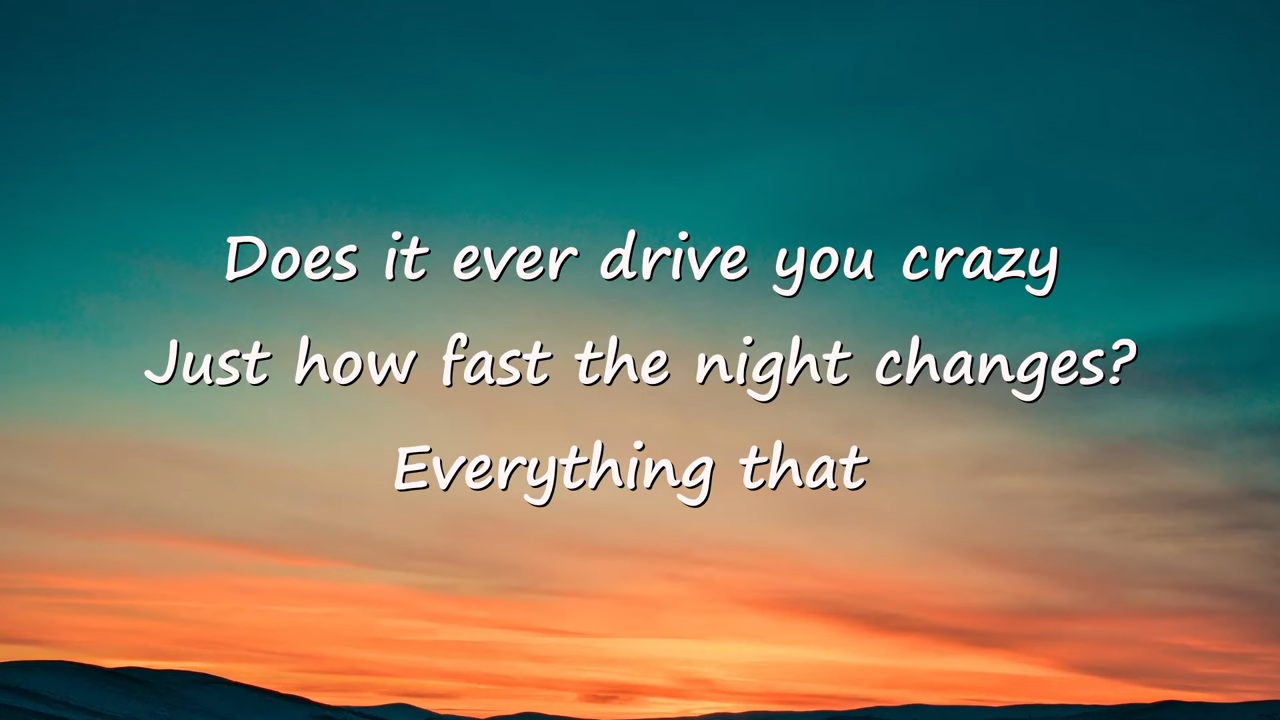 Does it ever drive you crazy
Just how fast the night changes?
Everything that